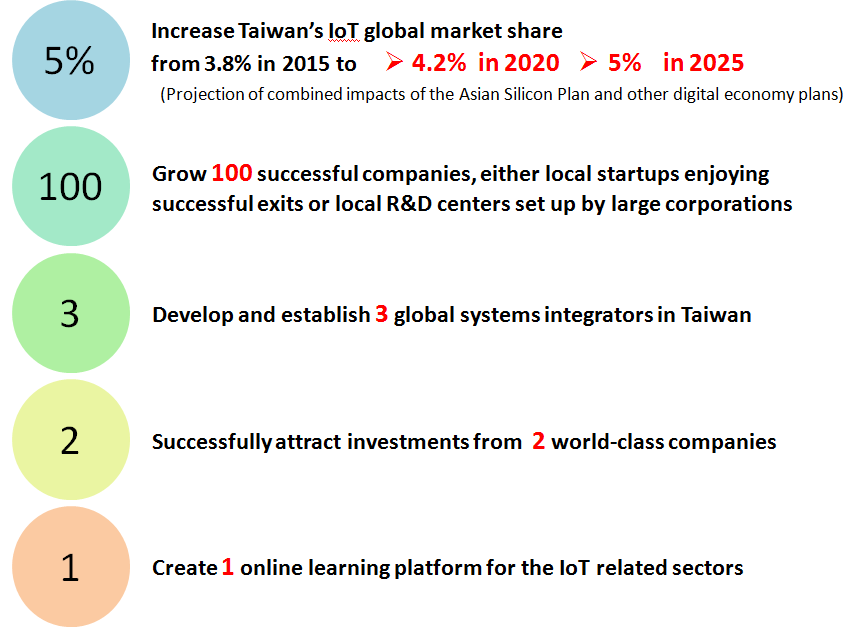 5%
Increase Taiwan’s IoT global market share
from 3.8% in 2015 to ➢ 4.2% in 2020 ➢ 5% in 2025
(Projection of combined impacts of the Asian Silicon Plan and other digital economy plans)
100
Grow 100 successful companies, either local startups enjoying
successful exits or local R&D centers set up by large corporations
3
Develop and establish 3 global systems integrators in Taiwan
2
Successfully attract investments from 2 world-class companies
1
Create 1 online learning platform for the IoT related sectors